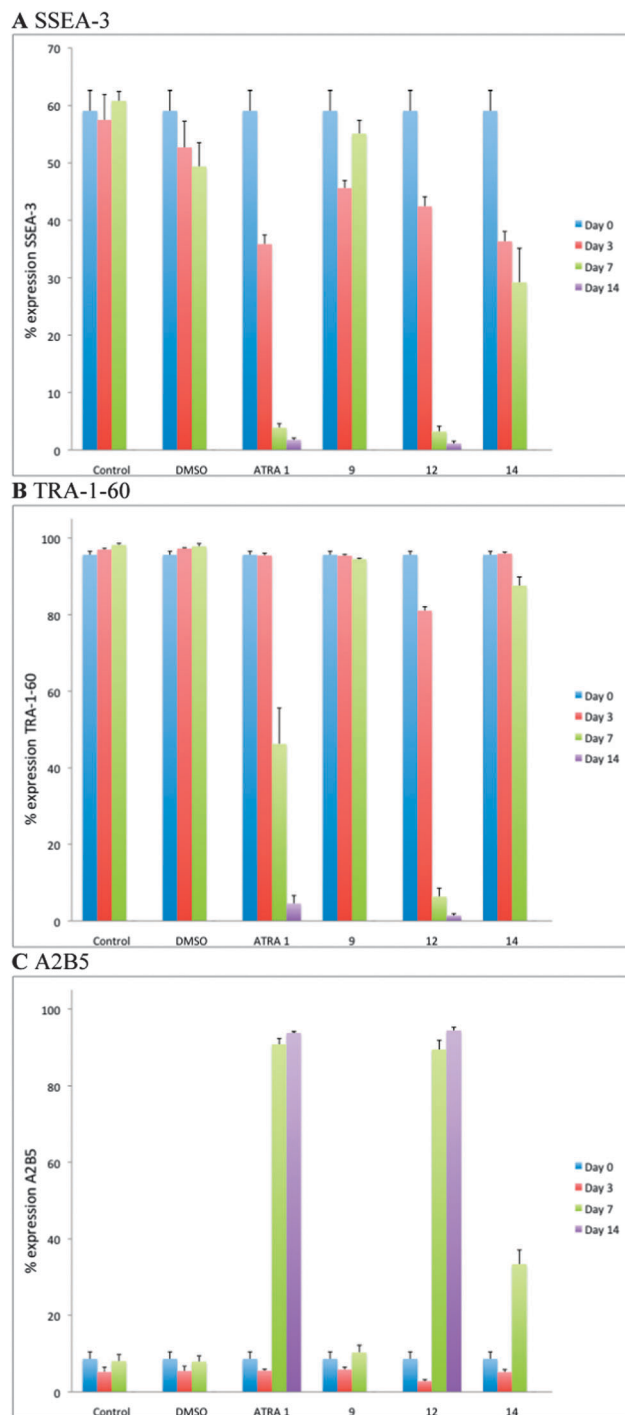 A SSEA-3
70
60
50
40
30
20
10
0
% expression SSEA-3
Control DMSO ATRA 1 9 12 14
Day 0
Day 3
Day 7
Day 14
B TRA-1-60
100
80
60
40
20
0
% expression TRA-1-60
Control DMSO ATRA 1 9 12 14
Day 0
Day 3
Day 7
Day 14
C A2B5
100
80
60
40
20
0
% expression A2B5
Control DMSO ATRA 1 9 12 14
Day 0
Day 3
Day 7
Day 14